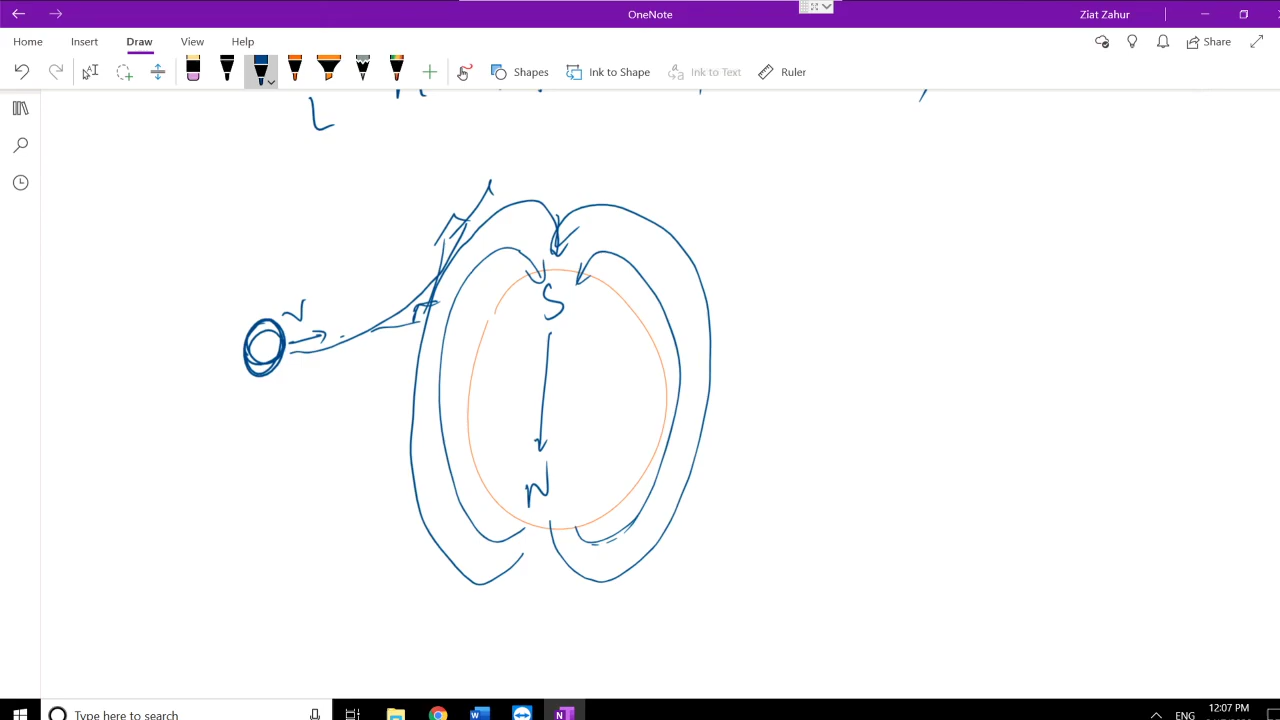 OneNote
Ziat Zahur
Home Insert Draw View Help
Share
Shapes Ink to Shape Ink to Text Ruler
L
V
S
N
Type here to search
ENG
12:07 PM